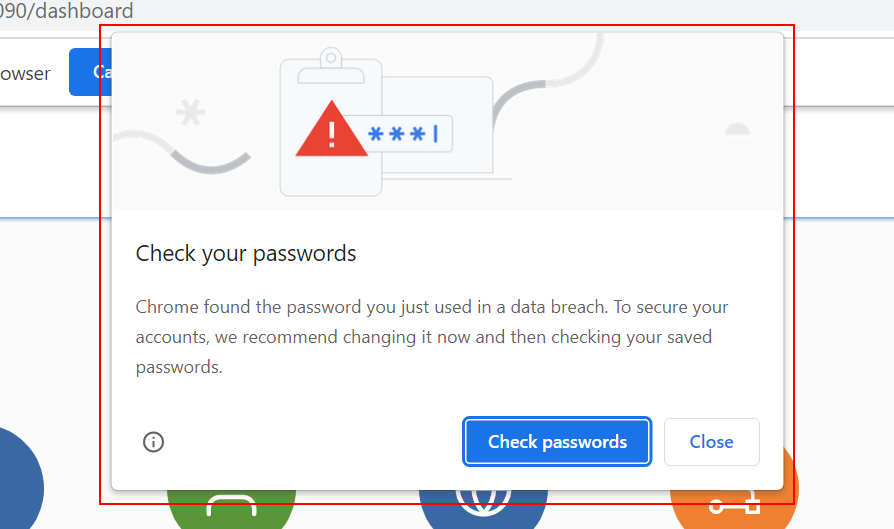 090/dashboard
owser
Ca
***|
Check your passwords
Chrome found the password you just used in a data breach. To secure your
accounts, we recommend changing it now and then checking your saved
passwords.
Check passwords
Close